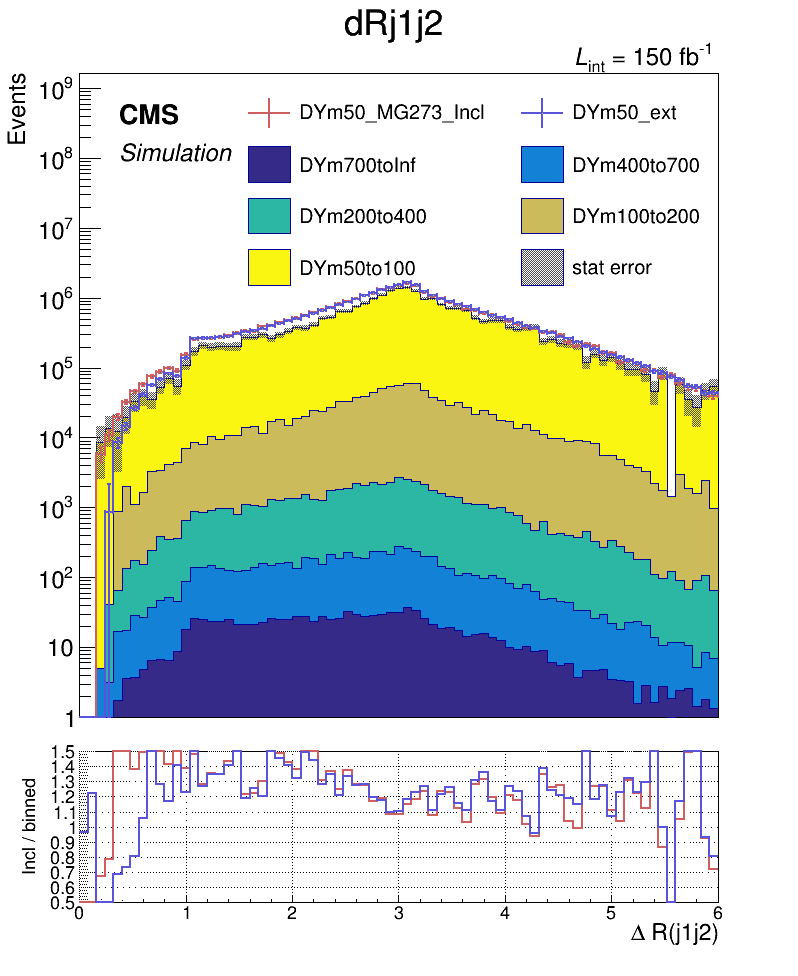 dRj1j2
Lint = 150 fb-1
Events
CMS
Simulation
DYm50_MG273_Incl
DYm50_ext
DYm700toInf
DYm400to700
DYm200to400
DYm100to200
DYm50to100
stat error
10^9
10^8
10^7
10^6
10^5
10^4
10^3
10^2
10
1
Incl / binned
1.5
1.4
1.3
1.2
1.1
1
0.9
0.8
0.7
0.6
0.5
0 1 2 3 4 5 6
Δ R(j1j2)